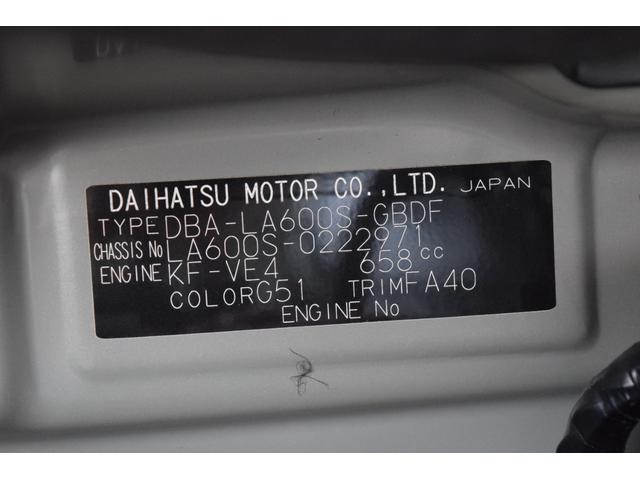 DAIHATSU MOTOR CO.,LTD. JAPAN
TYPE DBA-LA600S-GBDF
CHASSIS No LA600S-0222971
ENGINE KF-VE4 658 cc
COLOR G51 TRIM FA40
ENGINE No